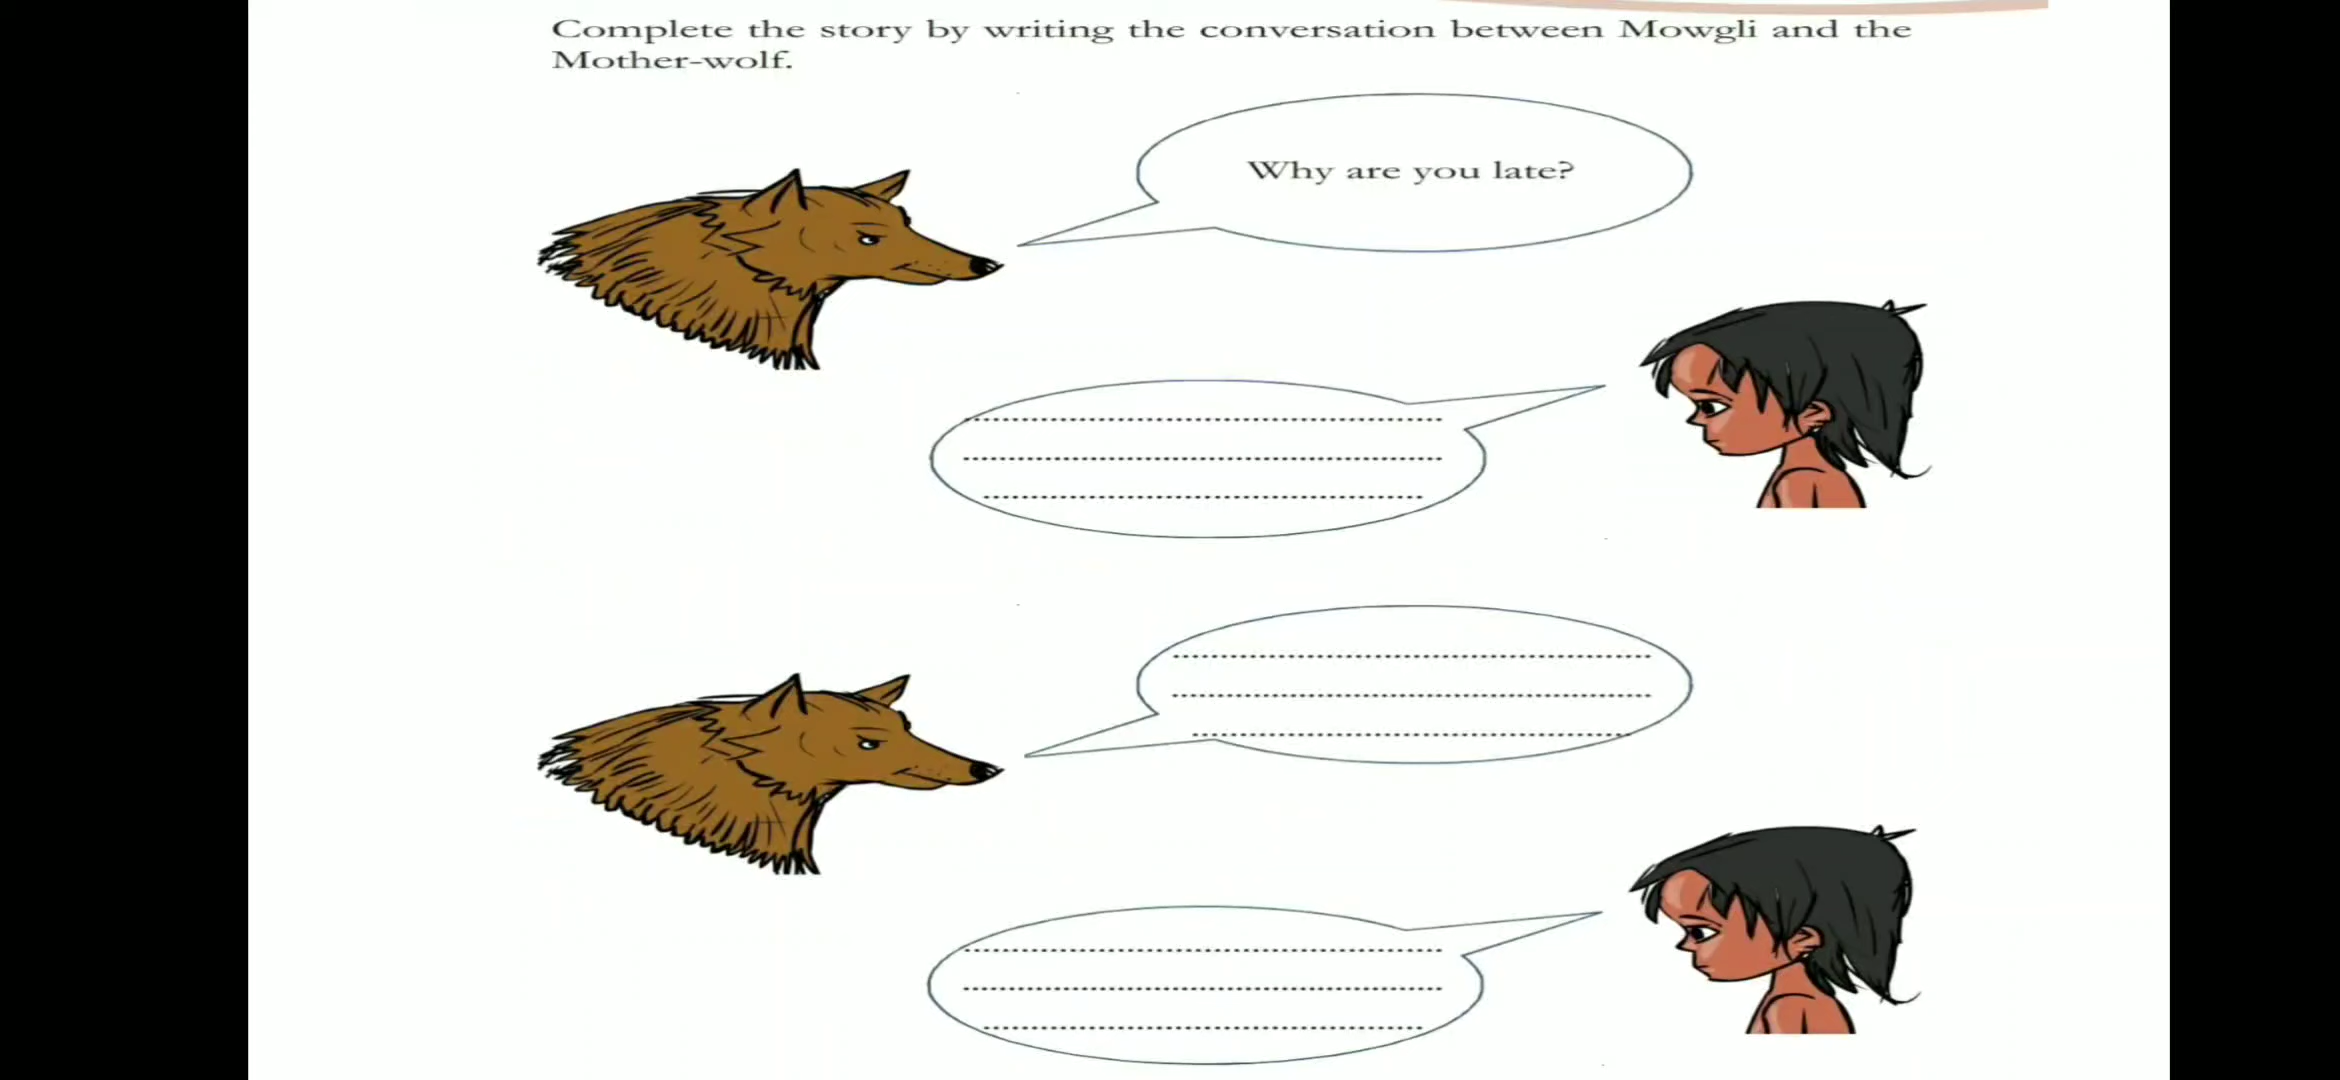 Complete the story by writing the conversation between Mowgli and the
Mother-wolf.
Why are you late?